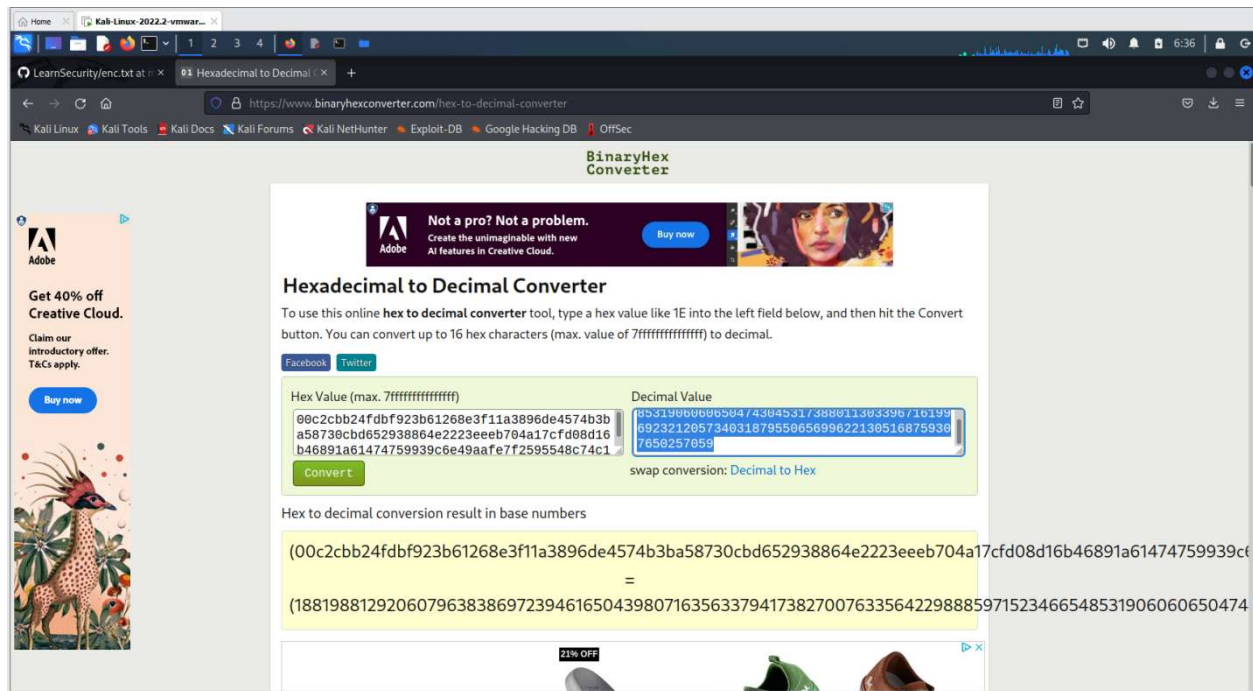 Home
Kali-Linux-2022.2-vmwar...
1 2 3 4
6:36
LearnSecurity/enc.txt at
Hexadecimal to Decimal
https://www.binaryhexconverter.com/hex-to-decimal-converter
Kali Linux Kali Tools Kali Docs Kali Forums Kali NetHunter Exploit-DB Google Hacking DB OffSec
BinaryHex
Converter
Adobe
Not a pro? Not a problem.
Create the unimaginable with new
AI features in Creative Cloud.
Buy now
Adobe
Get 40% off
Creative Cloud.
Claim our
introductory offer.
T&Cs apply.
Buy now
Hexadecimal to Decimal Converter
To use this online hex to decimal converter tool, type a hex value like 1E into the left field below, and then hit the Convert
button. You can convert up to 16 hex characters (max. value of 7fffffffffffffff) to decimal.
Facebook Twitter
Hex Value (max. 7fffffffffffffff)
00c2cbb24fdbf923b61268e3f11a3896de4574b3b
a58730cbd652938864e2223eeeb704a17cfd08d16
b46891a61474759939c6e49aafe7f2595548c74c1
Decimal Value
85319060606504743045317388011303396716199
69232120573403187955065699622130516875930
7650257059
Convert
swap conversion: Decimal to Hex
Hex to decimal conversion result in base numbers
(00c2cbb24fdbf923b61268e3f11a3896de4574b3ba58730cbd652938864e2223eeeb704a17cfd08d16b46891a61474759939c6
=
(18819881292060796383869723946165043980716356337941738270076335642298885971523466548531906060650474
21% OFF